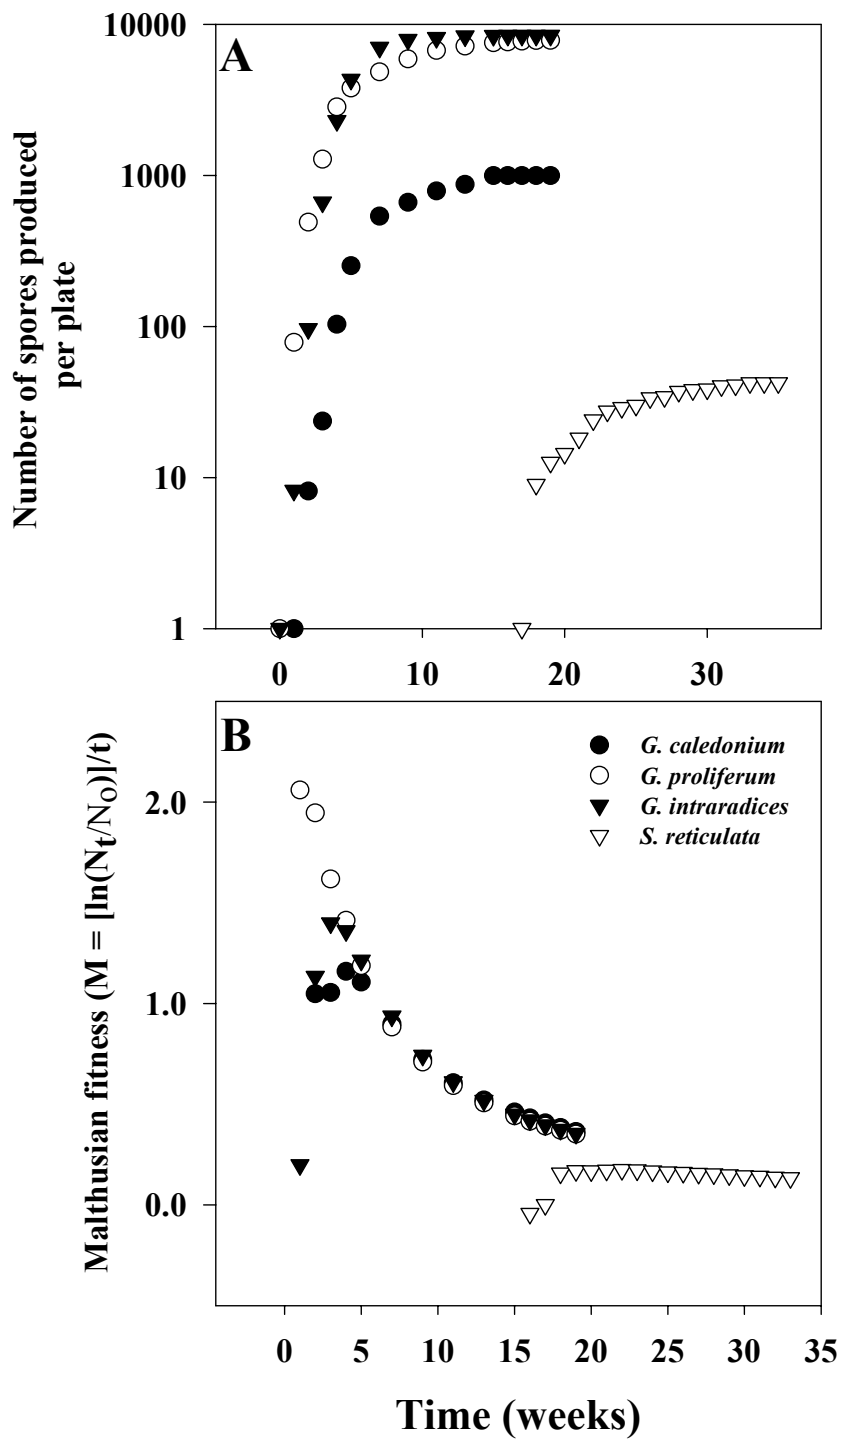 A
10000
1000
100
10
1
Number of spores produced
per plate
0 10 20 30
B
G. caledonium
G. proliferum
G. intraradices
S. reticulata
2.0
1.0
0.0
Malthusian fitness (M = [ln(Nt/No)]/t)
0 5 10 15 20 25 30 35
Time (weeks)